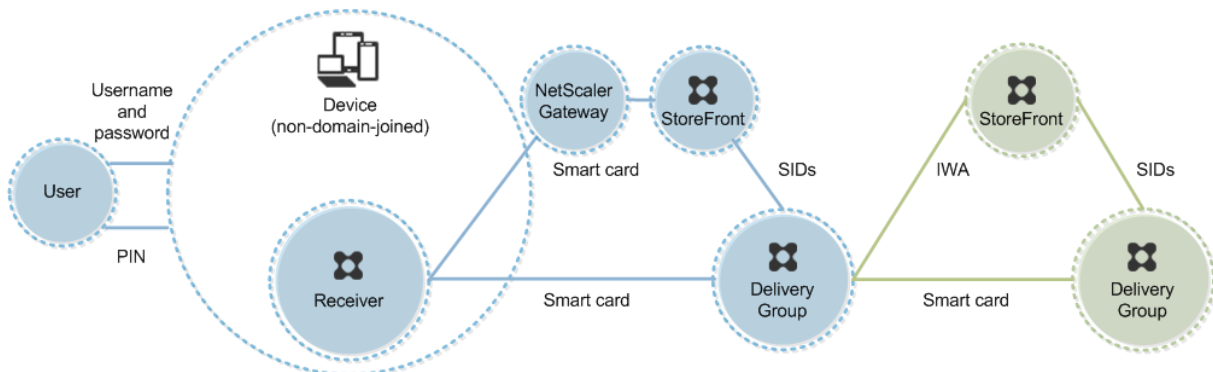 Username
and
password
User
PIN
Device
(non-domain-joined)
Receiver
NetScaler
Gateway
StoreFront
Smart card
SIDs
Smart card
Delivery
Group
IWA
StoreFront
SIDs
Smart card
Delivery
Group